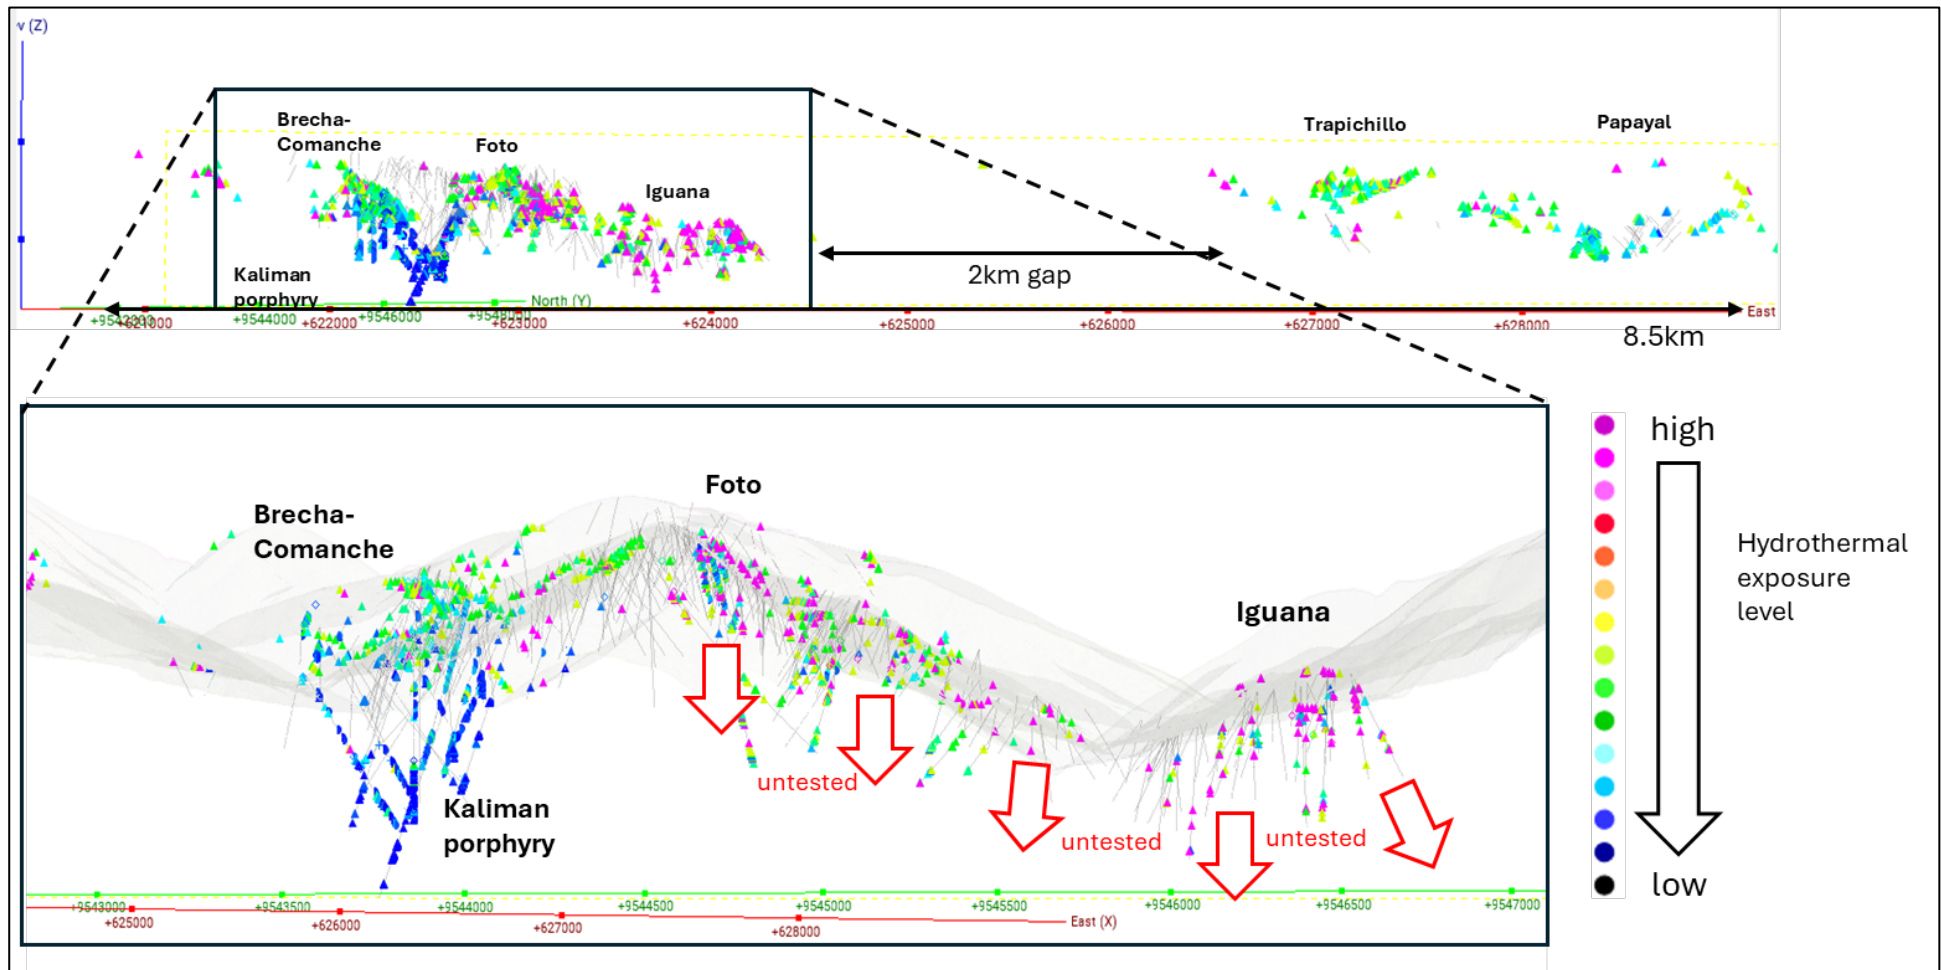 v (Z)
Brecha-
Comanche
Foto
Iguana
Trapichillo
Papayal
Kaliman
porphyry
2km gap
North (Y)
+9544000
+9546000
+621000
+622000
+623000
+624000
+625000
+626000
+627000
+628000
East
8.5km
Foto
Brecha-
Comanche
Iguana
Kaliman
porphyry
untested
untested
untested
+9543000
+9543500
+9544000
+9544500
+9545000
+9545500
+9546000
+9546500
+9547000
+625000
+626000
+627000
+628000
East (X)
high
Hydrothermal
exposure
level
low